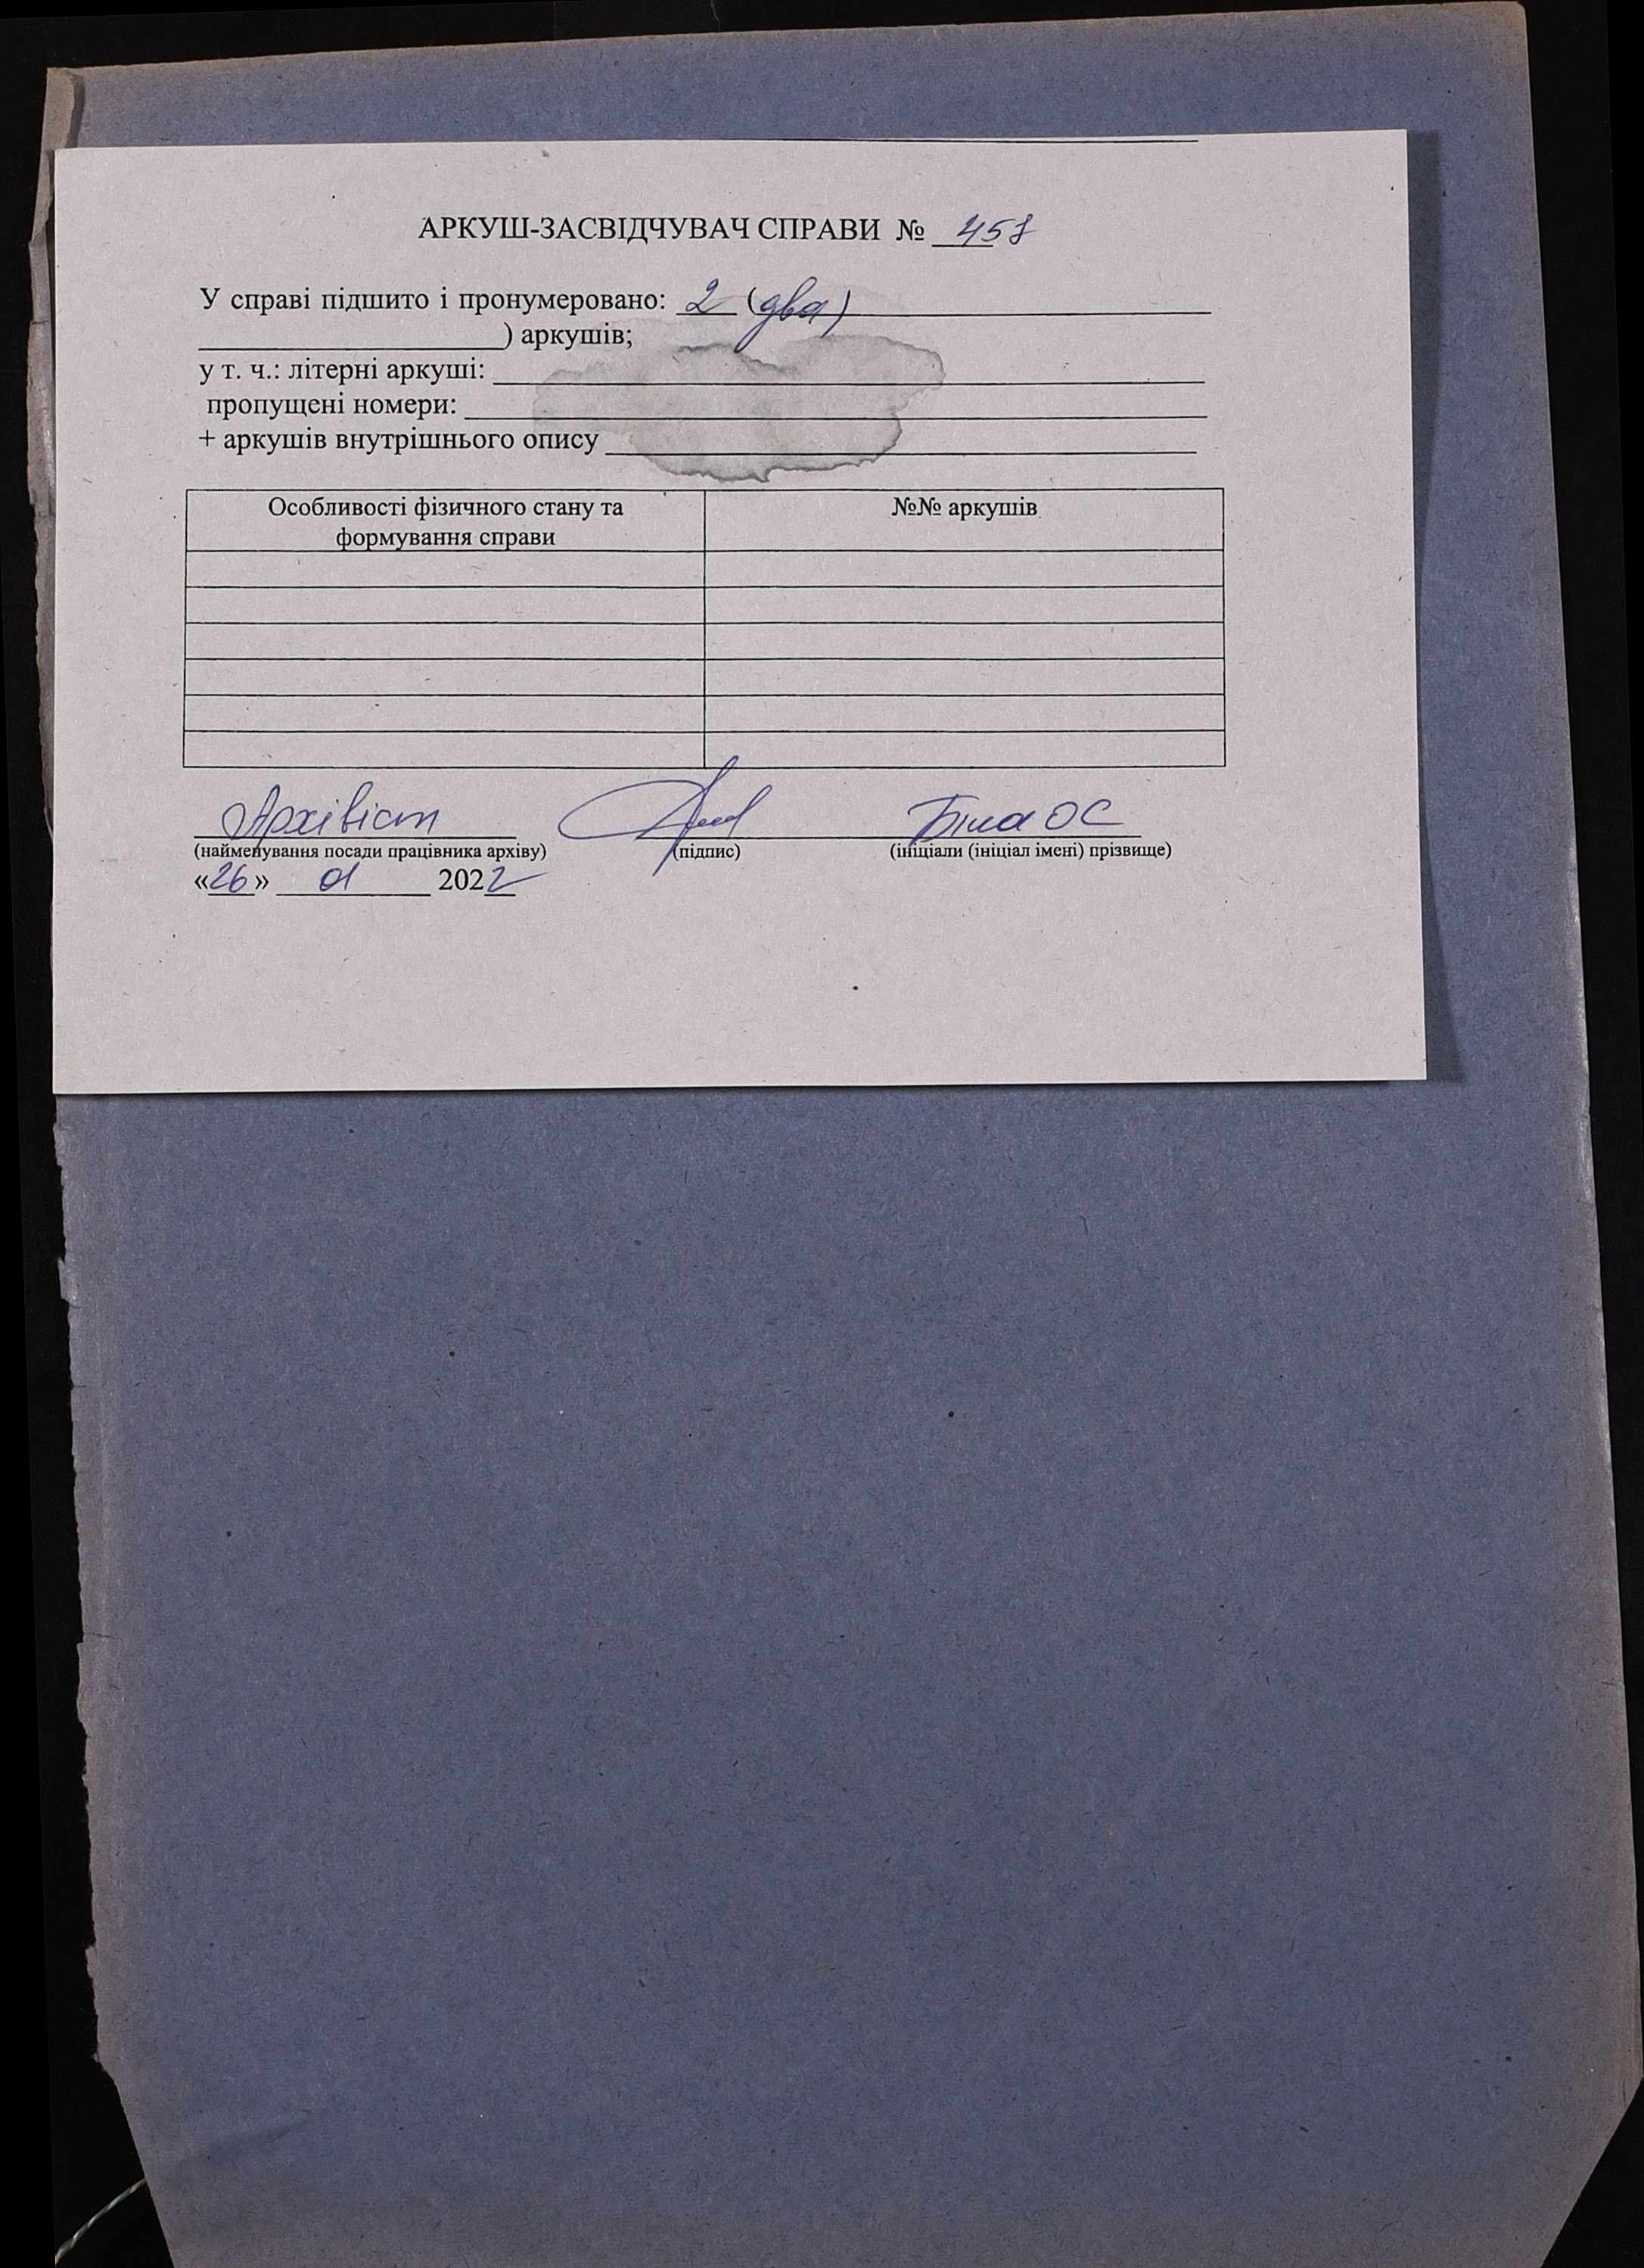 АРКУШ-ЗАСВІДЧУВАЧ СПРАВИ №
У справі підшито і пронумеровано: 2 (два)
) аркушів;
у т. ч.: літерні аркуші:
пропущені номери:
+ аркушів внутрішнього опису
Особливості фізичного стану та формування справи
№№ аркушів
Архівіст Біла ОС
(найменування посади працівника архіву) (підпис) (ініціали (ініціал імені) прізвище)
«26» 01 2022